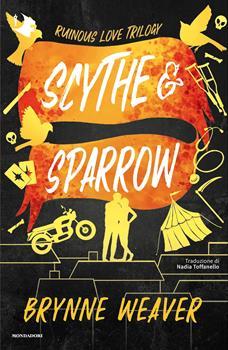 RUINOUS LOVE TRILOGY
SCYTHE &
SPARROW
Traduzione di
Nadia Toffanello
BRYNNE WEAVER
MONDADORI